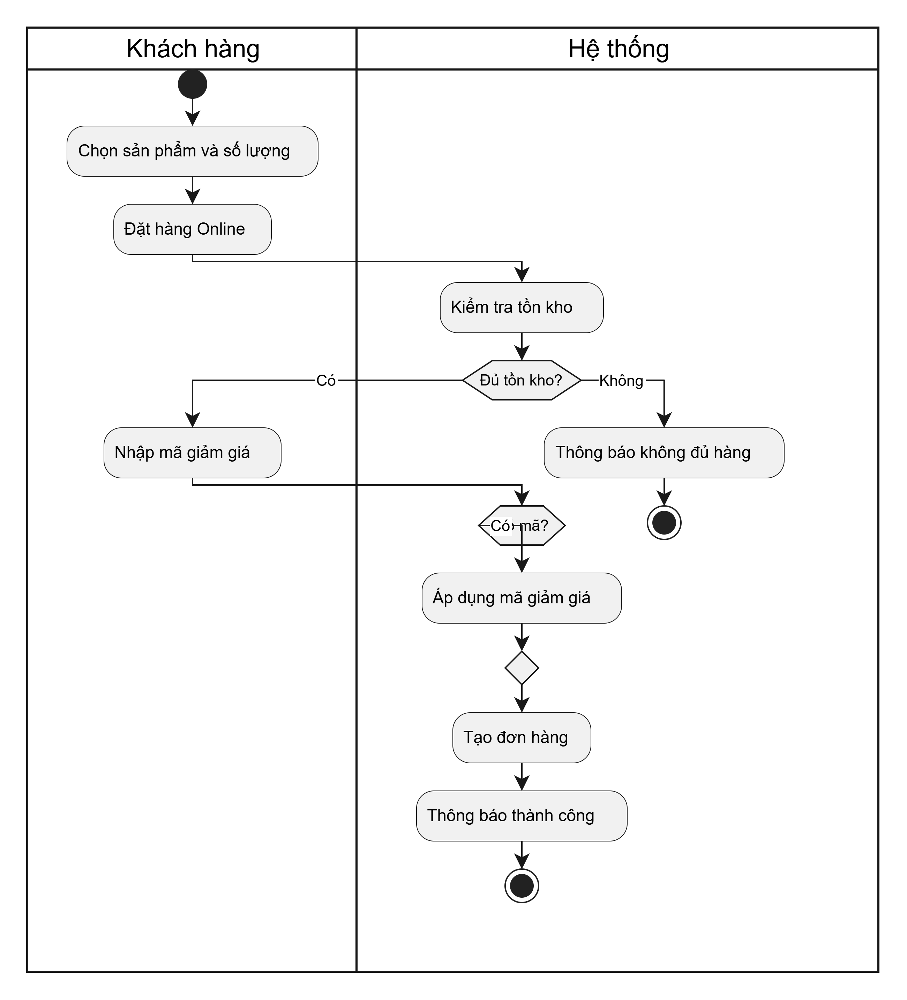 Khách hàng
Hệ thống
Chọn sản phẩm và số lượng
Đặt hàng Online
Kiểm tra tồn kho
Có
Đủ tồn kho?
Không
Nhập mã giảm giá
Thông báo không đủ hàng
Có
mã?
Áp dụng mã giảm giá
Tạo đơn hàng
Thông báo thành công